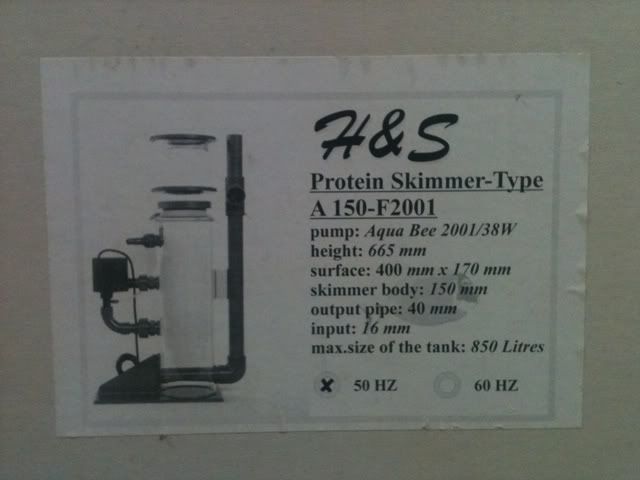 H&S
Protein Skimmer-Type
A 150-F2001
pump: Aqua Bee 2001/38W
height: 665 mm
surface: 400 mm x 170 mm
skimmer body: 150 mm
output pipe: 40 mm
input: 16 mm
max.size of the tank: 850 Litres
50 HZ 60 HZ